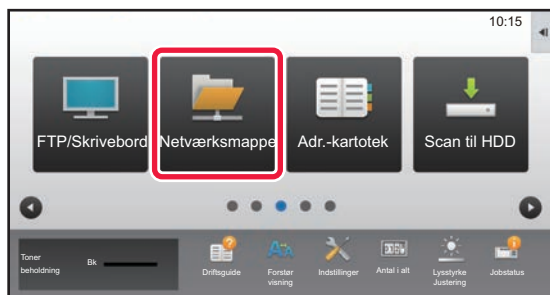 10:15
FTP/Skrivebord
Netværksmappe
Adr.-kartotek
Scan til HDD
Toner
beholdning
Bk
Driftsguide
Forstør
visning
Indstillinger
Antal i alt
Lysstyrke
Justering
Jobstatus